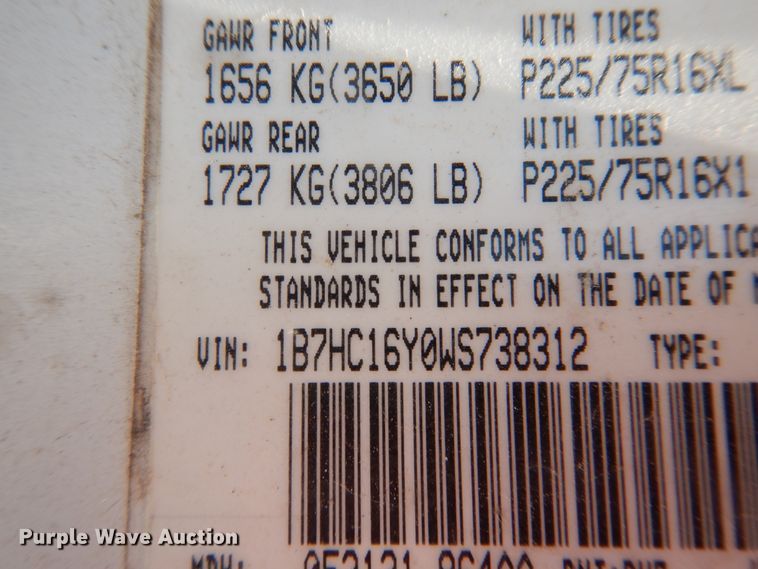 GAWR FRONT WITH TIRES
1656 KG(3650 LB) P225/75R16XL
GAWR REAR WITH TIRES
1727 KG(3806 LB) P225/75R16X1
THIS VEHICLE CONFORMS TO ALL APPLICA
STANDARDS IN EFFECT ON THE DATE OF
VIN: 1B7HC16Y0WS738312 TYPE:
Purple Wave Auction
MDH: